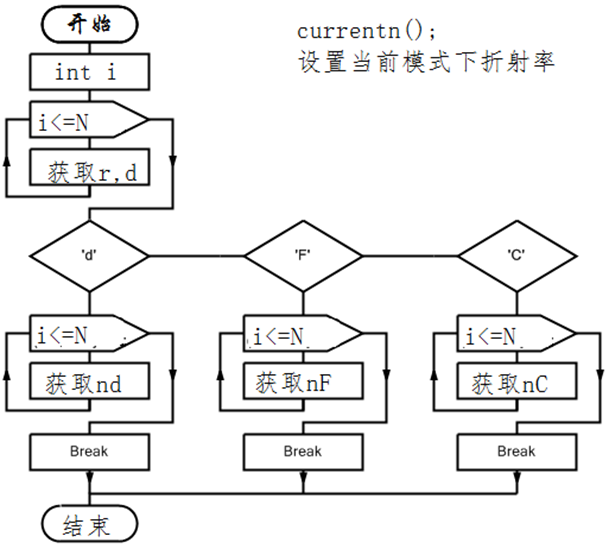 开始
currentn();
设置当前模式下折射率
int i
i<=N
获取r,d
'd'
'F'
'C'
i<=N
i<=N
i<=N
获取nd
获取nF
获取nC
Break
Break
Break
结束